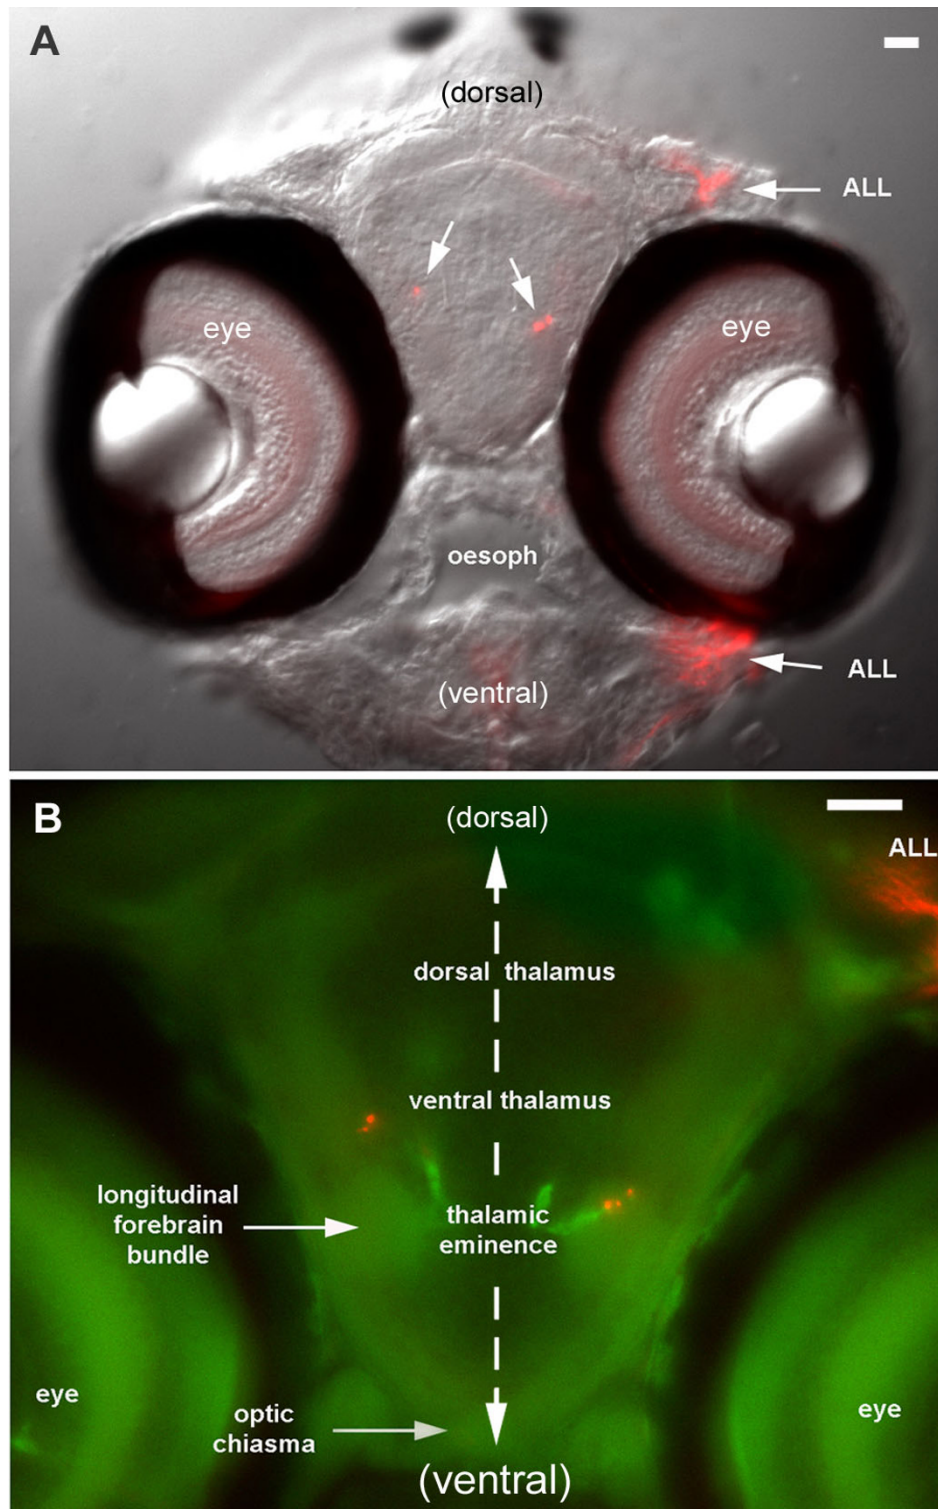 A
(dorsal)
ALL
eye
eye
oesoph
ALL
(ventral)
B
(dorsal)
ALL
dorsal thalamus
ventral thalamus
longitudinal
forebrain
bundle
thalamic
eminence
eye
optic
chiasma
eye
(ventral)